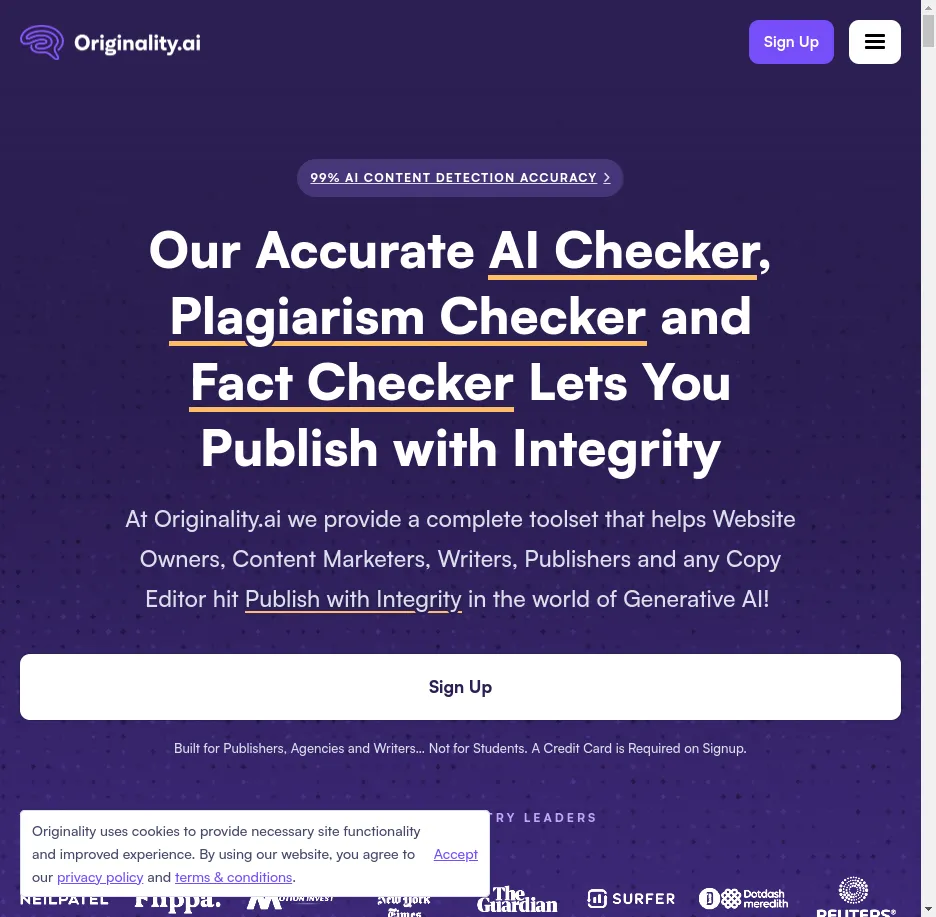 Originality.ai
Sign Up
99% AI CONTENT DETECTION ACCURACY
Our Accurate AI Checker,
Plagiarism Checker and
Fact Checker Lets You
Publish with Integrity
At Originality.ai we provide a complete toolset that helps Website
Owners, Content Marketers, Writers, Publishers and any Copy
Editor hit Publish with Integrity in the world of Generative AI!
Sign Up
Built for Publishers, Agencies and Writers... Not for Students. A Credit Card is Required on Signup.
LEADERS
Originality uses cookies to provide necessary site functionality
and improved experience. By using our website, you agree to
our privacy policy and terms & conditions.
Accept
NEILPATEL
Flippa.
INVEST
New York
Times
The
Guardian
SURFER
Dotdash
meredith
REUTERS